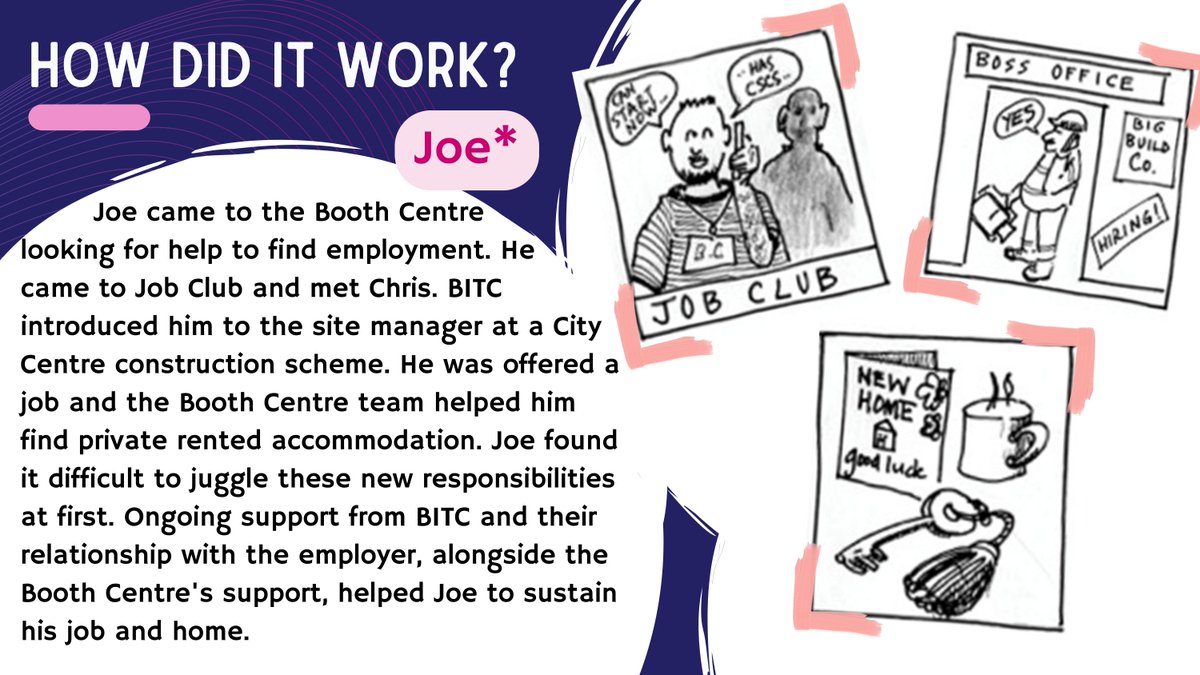 HOW DID IT WORK?
Joe*
Joe came to the Booth Centre
looking for help to find employment. He
came to Job Club and met Chris. BITC
introduced him to the site manager at a City
Centre construction scheme. He was offered a
job and the Booth Centre team helped him
find private rented accommodation. Joe found
it difficult to juggle these new responsibilities
at first. Ongoing support from BITC and their
relationship with the employer, alongside the
Booth Centre's support, helped Joe to sustain
his job and home.
CAN
START
NOW..
..HAS
CSCS..
B.C
JOB CLUB
BOSS OFFICE
YES
BIG
BUILD
Co.
HIRING!
NEW
HOME
H
good luck